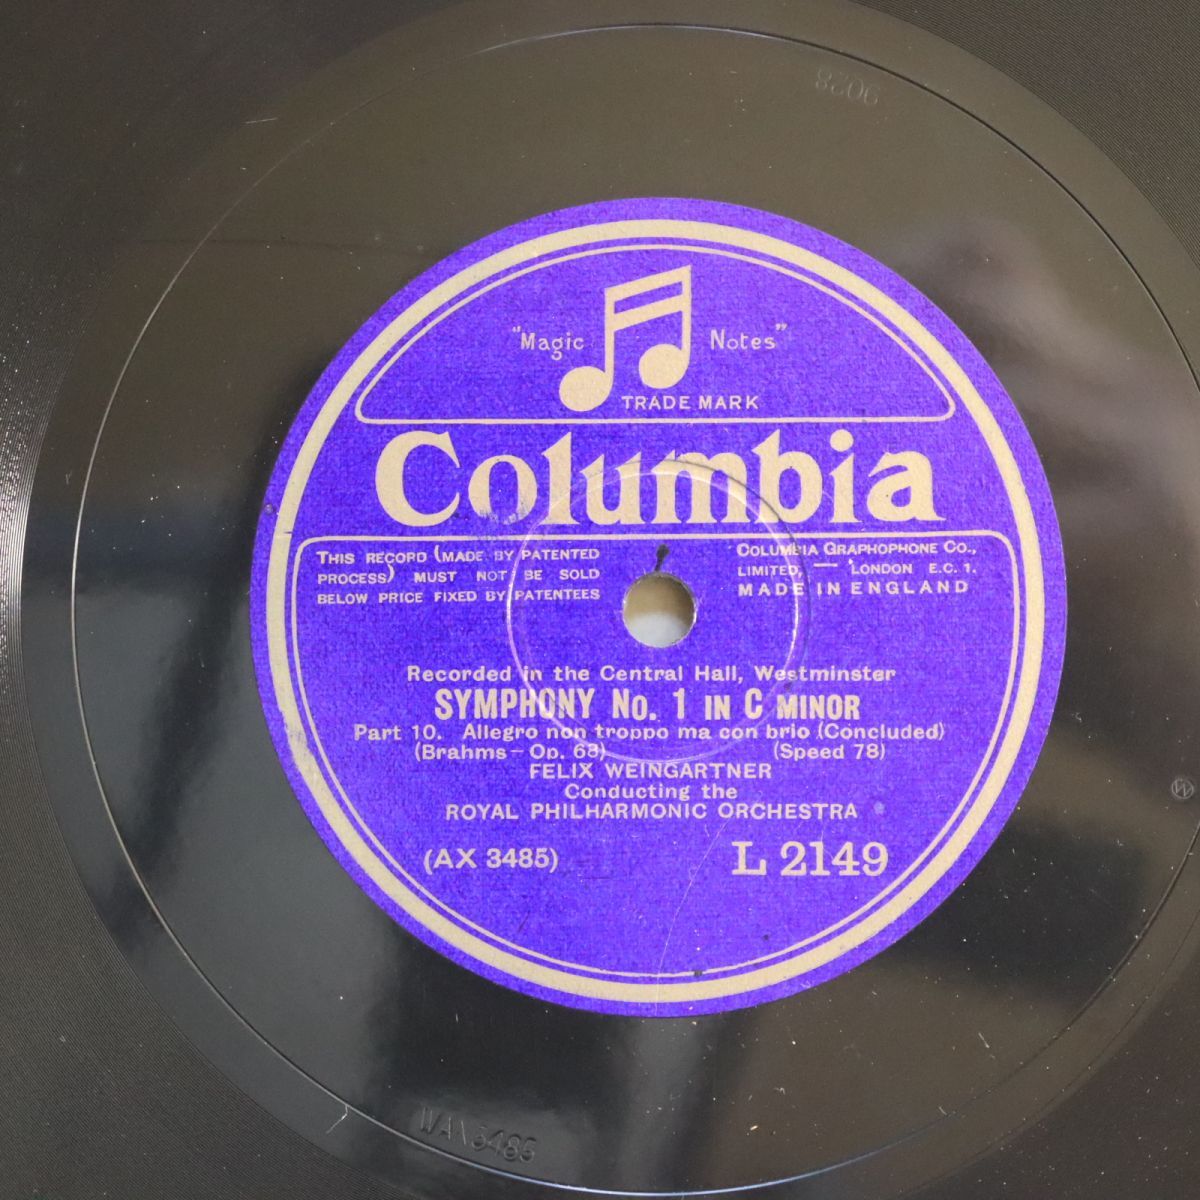 9028
"Magic Notes"
TRADE MARK
Columbia
THIS RECORD (MADE BY PATENTED
PROCESS) MUST NOT BE SOLD
BELOW PRICE FIXED BY PATENTEES
COLUMBIA GRAPHOPHONE CO.,
LIMITED, — LONDON E.C. 1.
MADE IN ENGLAND
Recorded in the Central Hall, Westminster
SYMPHONY No. 1 IN C MINOR
Part 10. Allegro non troppo ma con brio (Concluded)
(Brahms - Op. 68) (Speed 78)
FELIX WEINGARTNER
Conducting the
ROYAL PHILHARMONIC ORCHESTRA
(AX 3485) L 2149
W